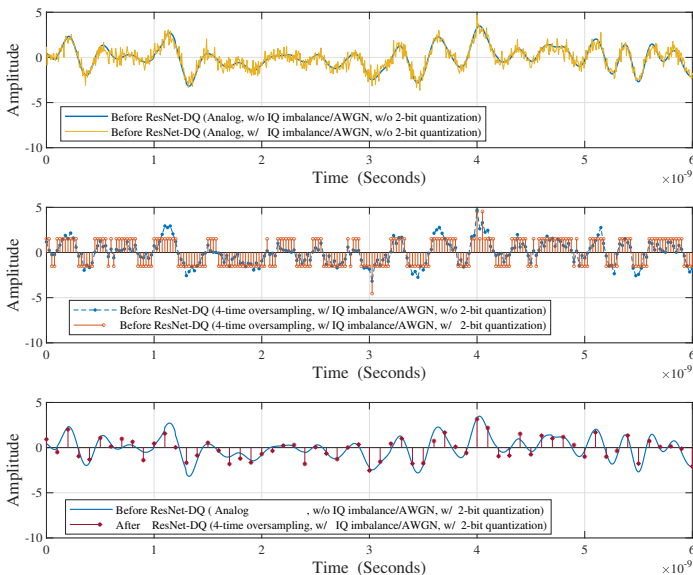 5
0
-5
-10
Amplitude
Before ResNet-DQ (Analog, w/o IQ imbalance/AWGN, w/o 2-bit quantization)
Before ResNet-DQ (Analog, w/ IQ imbalance/AWGN, w/o 2-bit quantization)
0 1 2 3 4 5 6
Time (Seconds)
×10-9
5
0
-5
-10
Amplitude
Before ResNet-DQ (4-time oversampling, w/ IQ imbalance/AWGN, w/o 2-bit quantization)
Before ResNet-DQ (4-time oversampling, w/ IQ imbalance/AWGN, w/ 2-bit quantization)
0 1 2 3 4 5 6
Time (Seconds)
×10-9
5
0
-5
-10
Amplitude
Before ResNet-DQ ( Analog , w/o IQ imbalance/AWGN, w/ 2-bit quantization)
After ResNet-DQ (4-time oversampling, w/ IQ imbalance/AWGN, w/ 2-bit quantization)
0 1 2 3 4 5 6
Time (Seconds)
×10-9